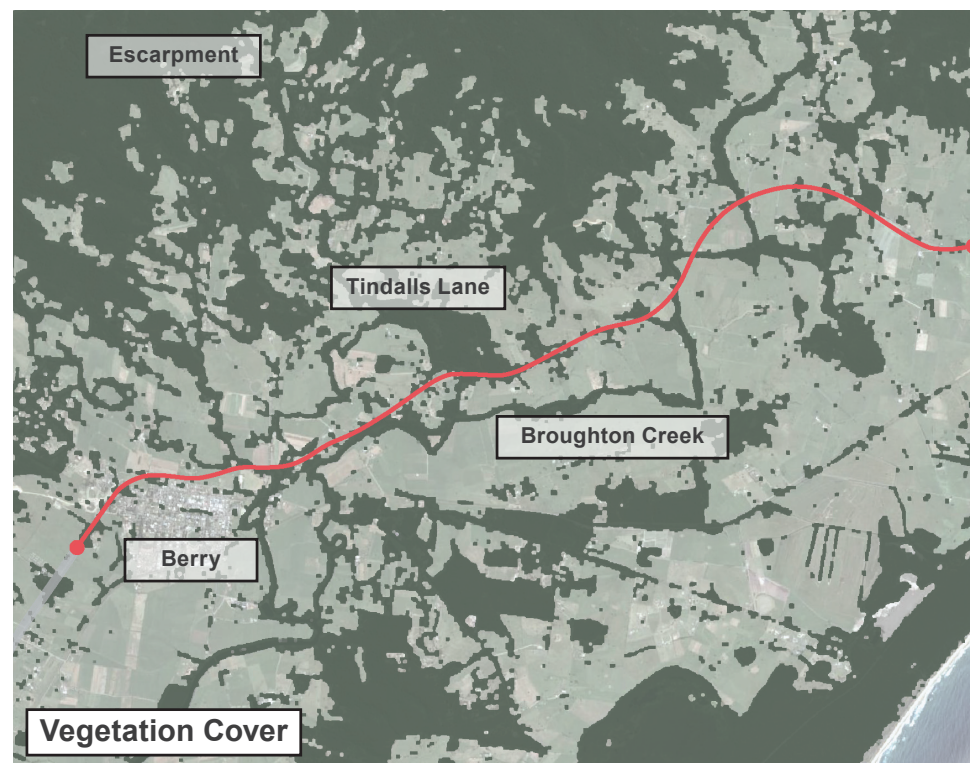 Escarpment
Tindalls Lane
Broughton Creek
Berry
Vegetation Cover